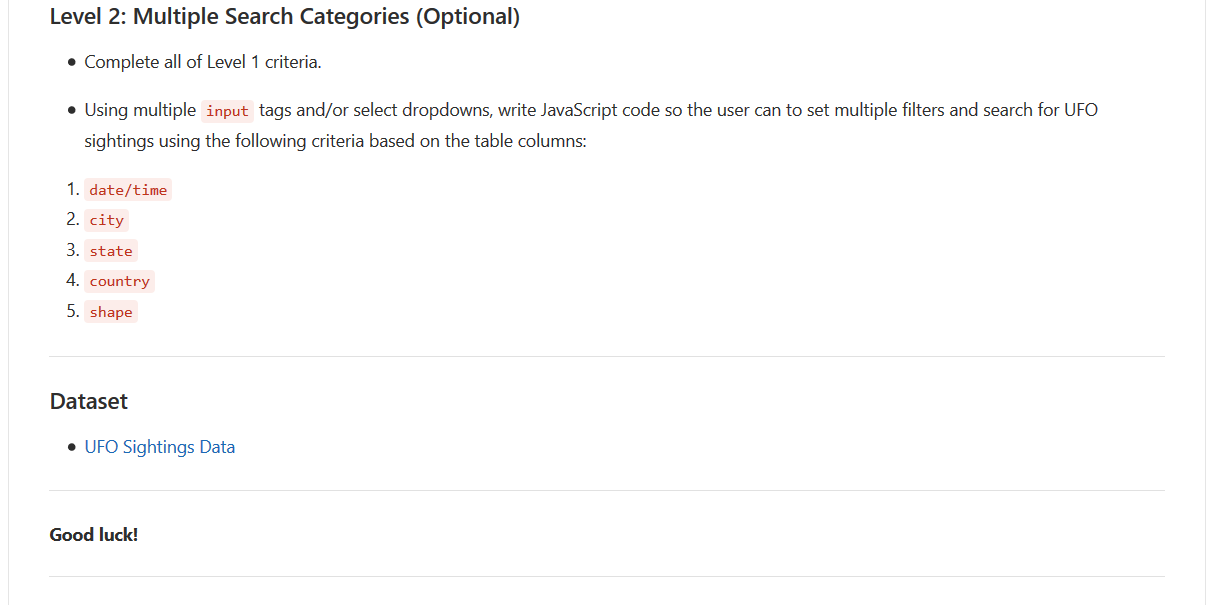 Level 2: Multiple Search Categories (Optional)
• Complete all of Level 1 criteria.
• Using multiple input tags and/or select dropdowns, write JavaScript code so the user can to set multiple filters and search for UFO
sightings using the following criteria based on the table columns:
1. date/time
2. city
3. state
4. country
5. shape
Dataset
• UFO Sightings Data
Good luck!